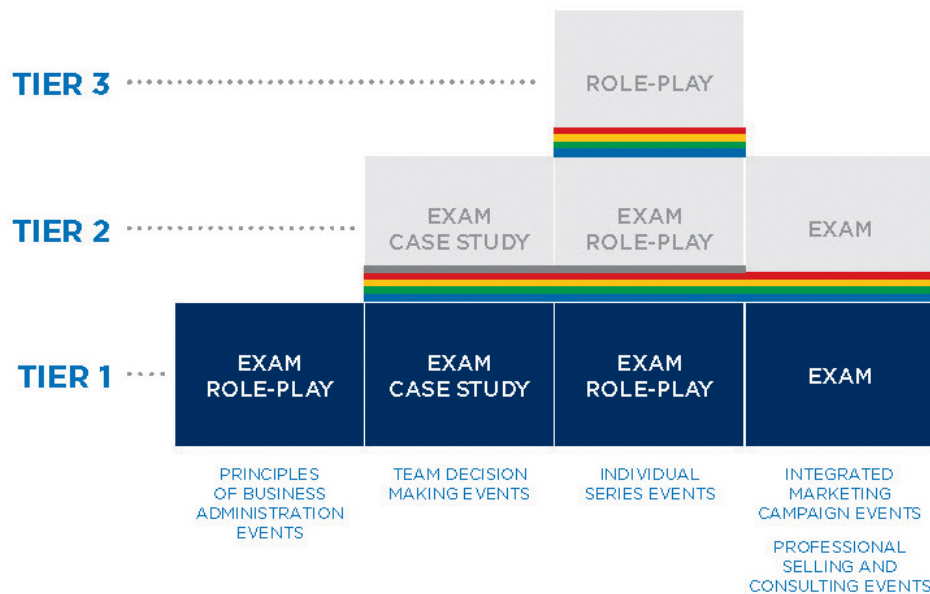 TIER 3
ROLE-PLAY
TIER 2
EXAM
CASE STUDY
EXAM
ROLE-PLAY
EXAM
TIER 1
EXAM
ROLE-PLAY
EXAM
CASE STUDY
EXAM
ROLE-PLAY
EXAM
PRINCIPLES
OF BUSINESS
ADMINISTRATION
EVENTS
TEAM DECISION
MAKING EVENTS
INDIVIDUAL
SERIES EVENTS
INTEGRATED
MARKETING
CAMPAIGN EVENTS
PROFESSIONAL
SELLING AND
CONSULTING EVENTS